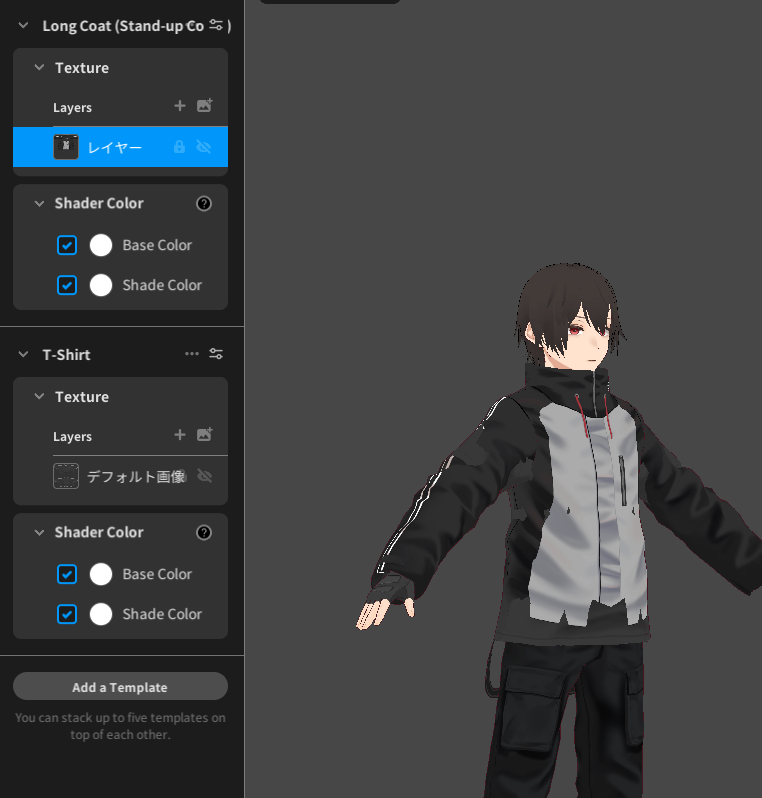 Long Coat (Stand-up Co )
Texture
Layers
レイヤー
Shader Color
Base Color
Shade Color
T-Shirt
Texture
Layers
デフォルト画像
Shader Color
Base Color
Shade Color
Add a Template
You can stack up to five templates on
top of each other.